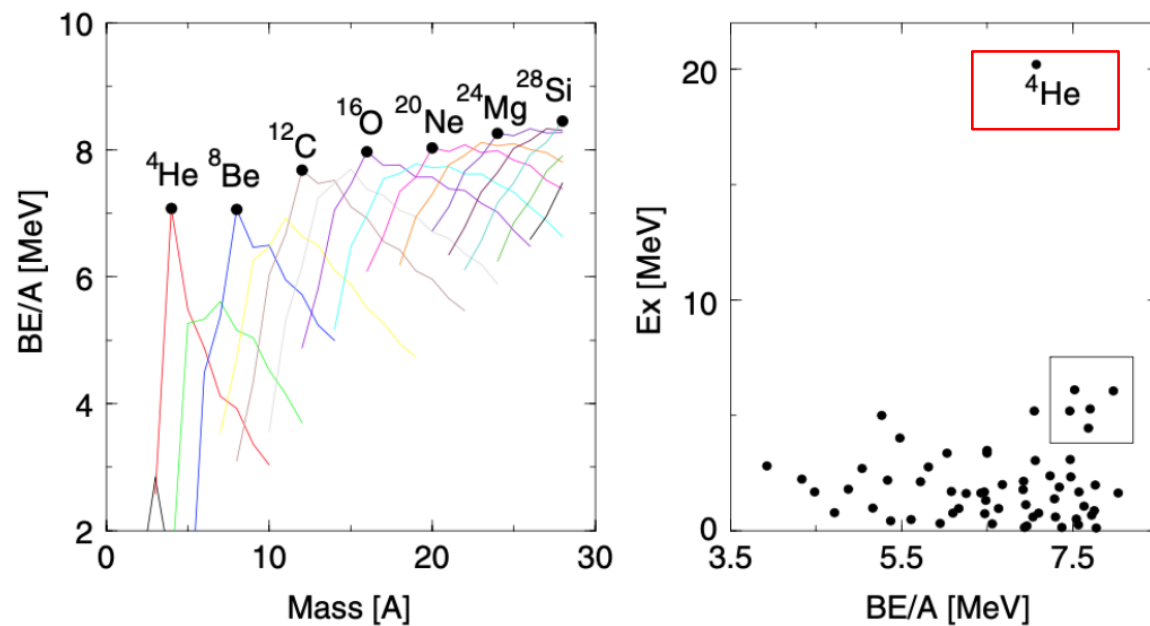 10
8
6
4
2
0
10
20
30
BE/A [MeV]
Mass [A]
⁴He
⁸Be
¹²C
¹⁶O
²⁰Ne
²⁴Mg
²⁸Si
20
10
0
3.5
5.5
7.5
Ex [MeV]
BE/A [MeV]
⁴He